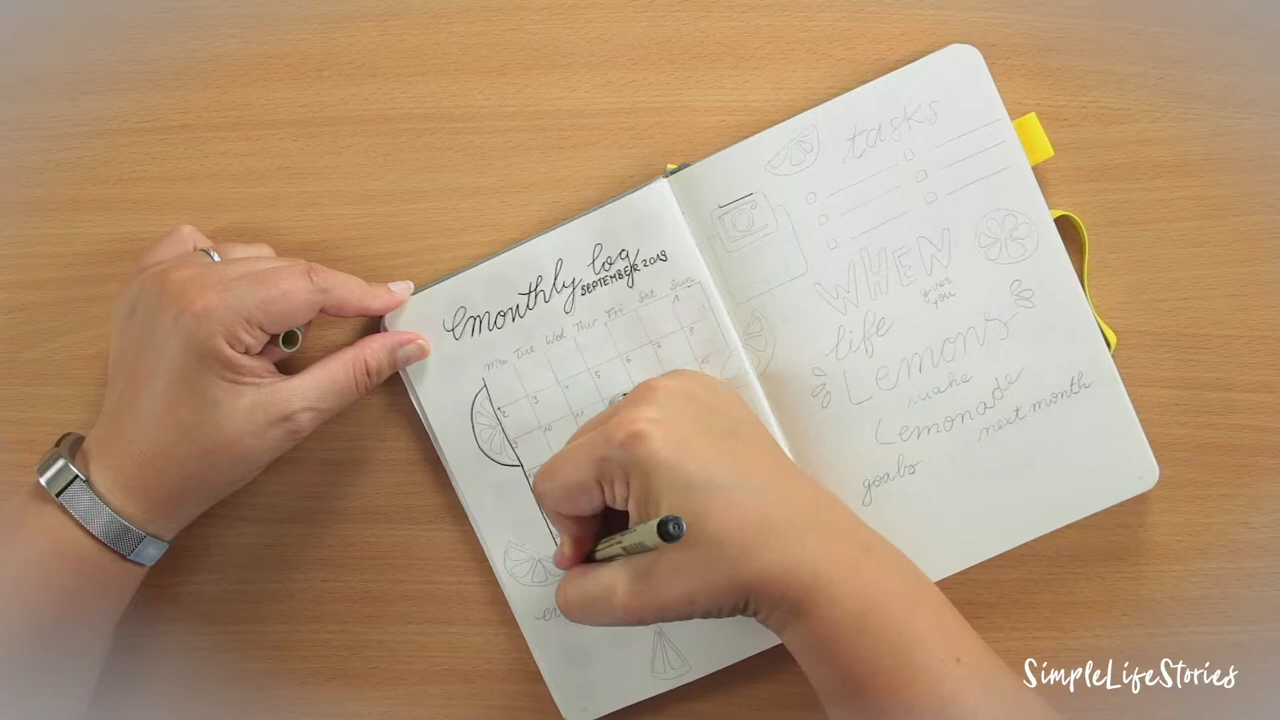 monthly log
SEPTEMBER 2019
Mon Tue Wed Thur Fri Sat Sun
1
2 3 4 5 6 7 8
10 11
tasks
WHEN
life gives you
Lemons
make
Lemonade
next month
goals
SimpleLifeStories